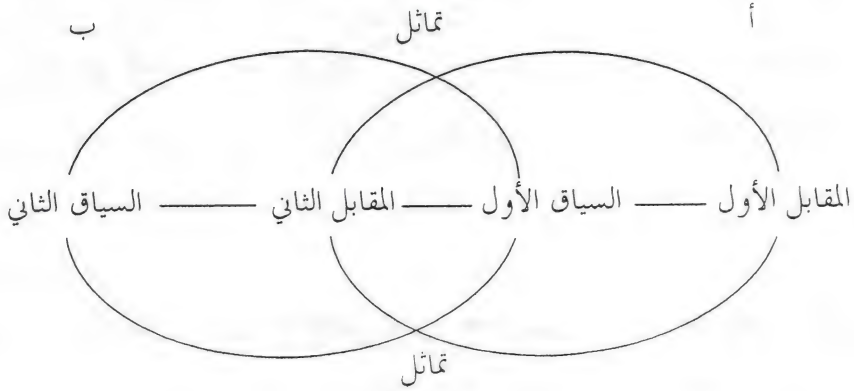 أ تماثل ب
المقابل الأول السياق الأول المقابل الثاني السياق الثاني
تماثل